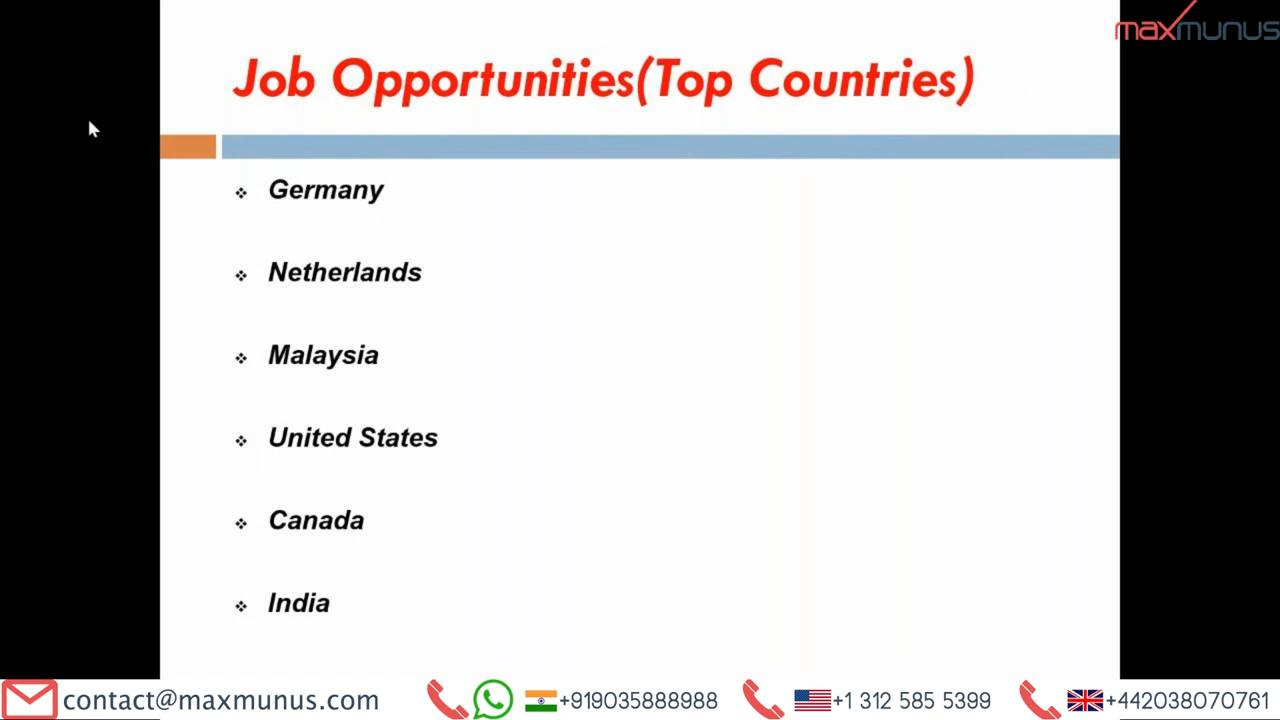 maxmunus
Job Opportunities(Top Countries)
❖ Germany
❖ Netherlands
❖ Malaysia
❖ United States
❖ Canada
❖ India
contact@maxmunus.com +919035888988 +1 312 585 5399 +442038070761